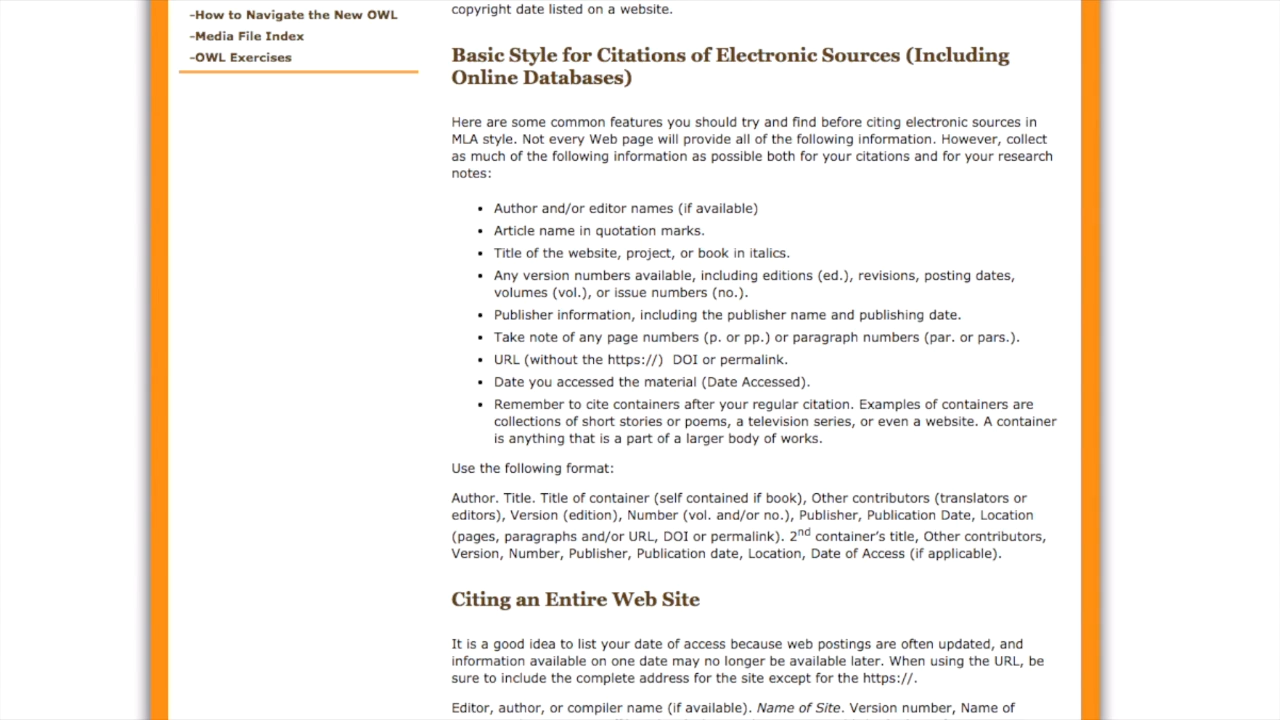 -How to Navigate the New OWL
-Media File Index
-OWL Exercises
copyright date listed on a website.
Basic Style for Citations of Electronic Sources (Including
Online Databases)
Here are some common features you should try and find before citing electronic sources in
MLA style. Not every Web page will provide all of the following information. However, collect
as much of the following information as possible both for your citations and for your research
notes:
• Author and/or editor names (if available)
• Article name in quotation marks.
• Title of the website, project, or book in italics.
• Any version numbers available, including editions (ed.), revisions, posting dates,
volumes (vol.), or issue numbers (no.).
• Publisher information, including the publisher name and publishing date.
• Take note of any page numbers (p. or pp.) or paragraph numbers (par. or pars.).
• URL (without the https://)  DOI or permalink.
• Date you accessed the material (Date Accessed).
• Remember to cite containers after your regular citation. Examples of containers are
collections of short stories or poems, a television series, or even a website. A container
is anything that is a part of a larger body of works.
Use the following format:
Author. Title. Title of container (self contained if book), Other contributors (translators or
editors), Version (edition), Number (vol. and/or no.), Publisher, Publication Date, Location
(pages, paragraphs and/or URL, DOI or permalink). 2nd container's title, Other contributors,
Version, Number, Publisher, Publication date, Location, Date of Access (if applicable).
Citing an Entire Web Site
It is a good idea to list your date of access because web postings are often updated, and
information available on one date may no longer be available later. When using the URL, be
sure to include the complete address for the site except for the https://.
Editor, author, or compiler name (if available). Name of Site. Version number, Name of